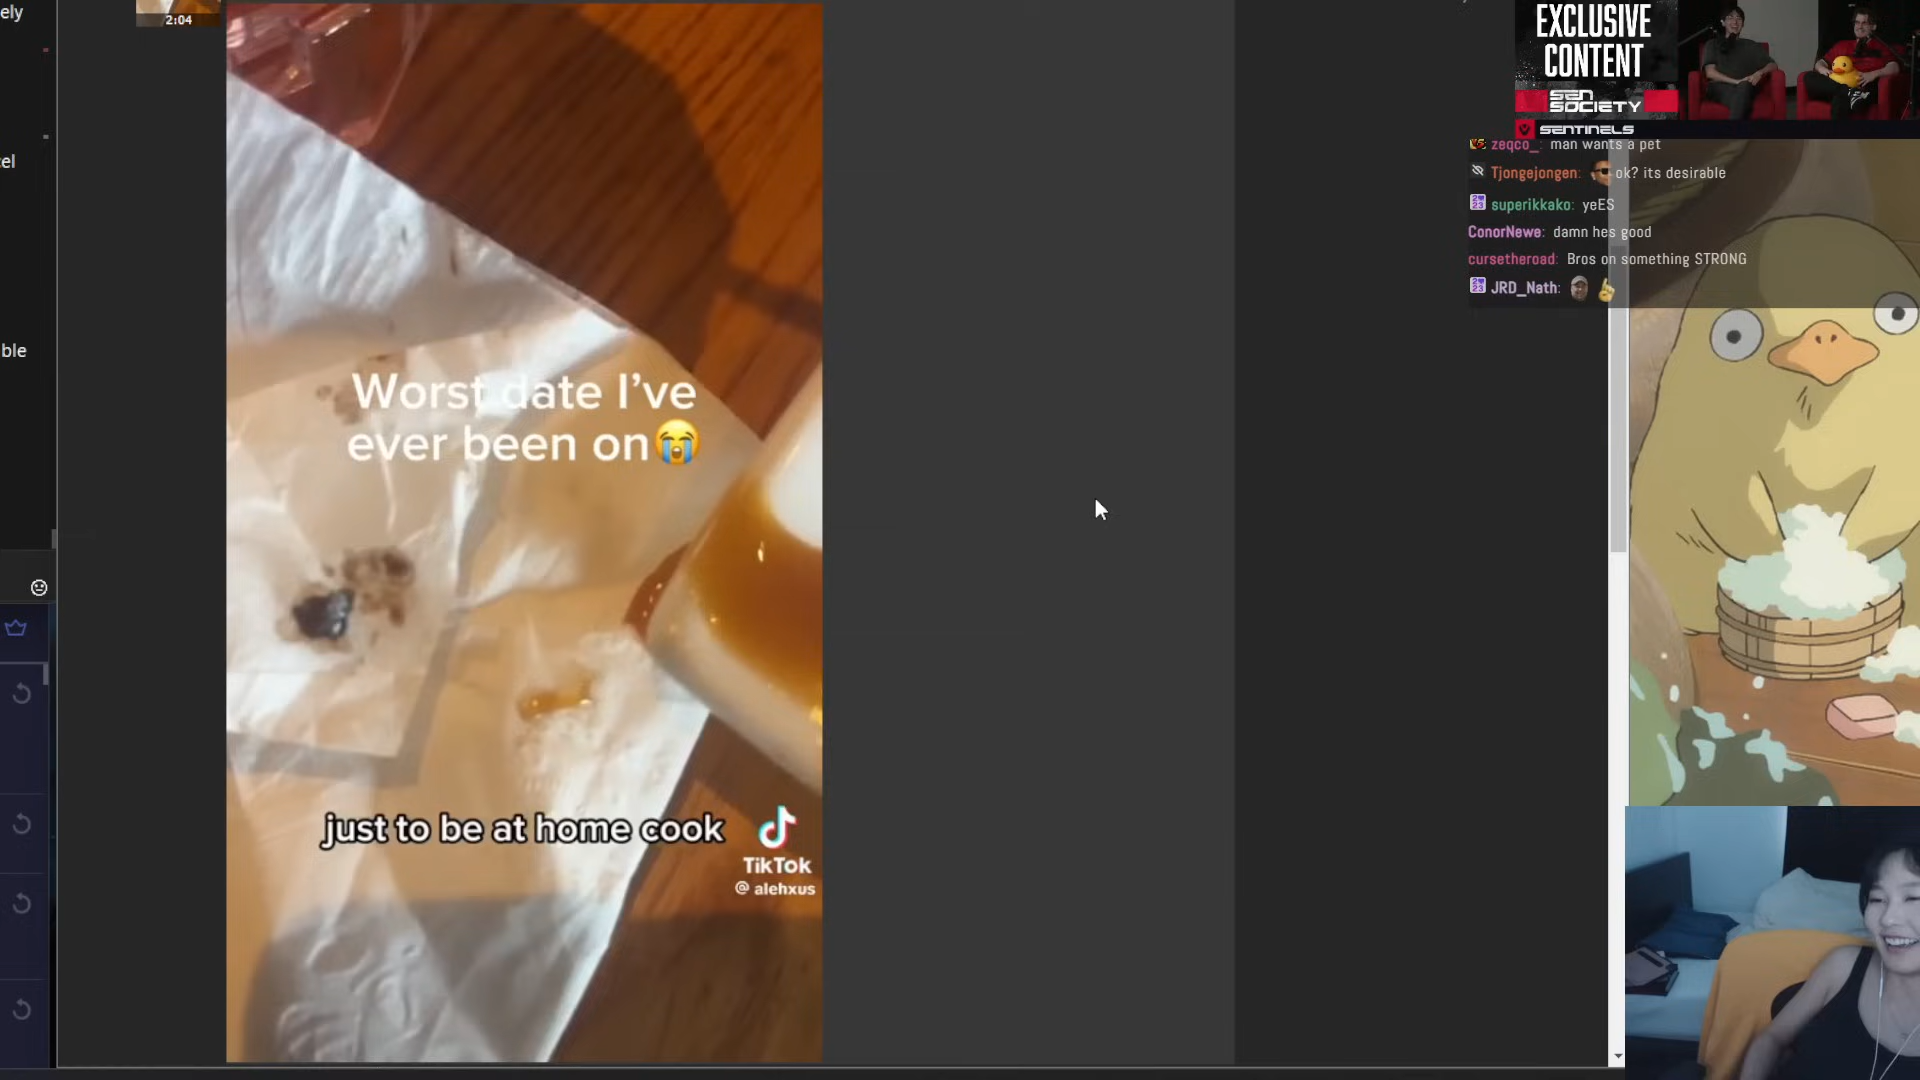 ely
cel
ble
2:04
Worst date I've
ever been on😭
just to be at home cook
TikTok
@ alehxus
EXCLUSIVE
CONTENT
SEN
SOCIETY
SENTINELS
zeqco_: man wants a pet
Tjongejongen: ok? its desirable
superikkako: yeES
ConorNewe: damn hes good
cursetheroad: Bros on something STRONG
JRD_Nath: